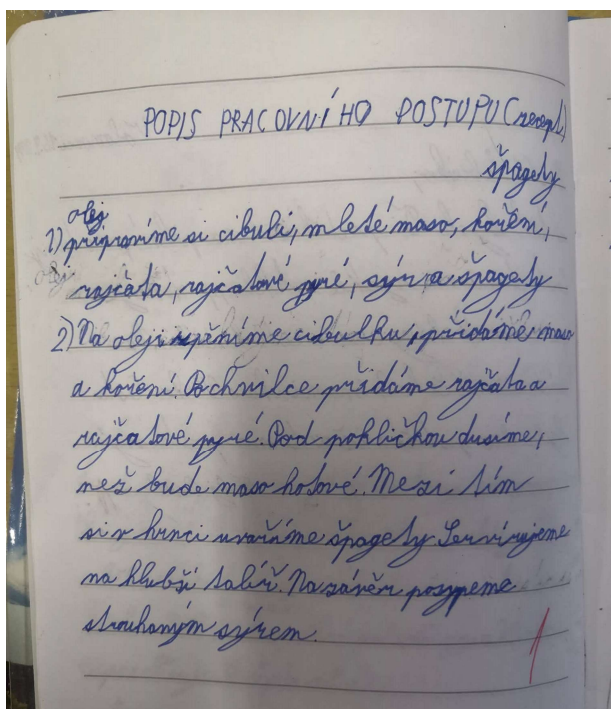 POPIS PRACOVNÍHO POSTUPU (recept)
špagety
olej
1) připravíme si cibuli, mleté maso, koření,
rajčata, rajčatové pyré, sýr a špagety
2) Na oleji zpěníme cibulku, přidáme maso
a koření. Po chvilce přidáme rajčata a
rajčatové pyré. Pod pokličkou dusíme,
než bude maso hotové. Mezi tím
si v hrnci uvaříme špagety. Servírujeme
na hlubší talíř. Na závěr posypeme
strouhaným sýrem.
1